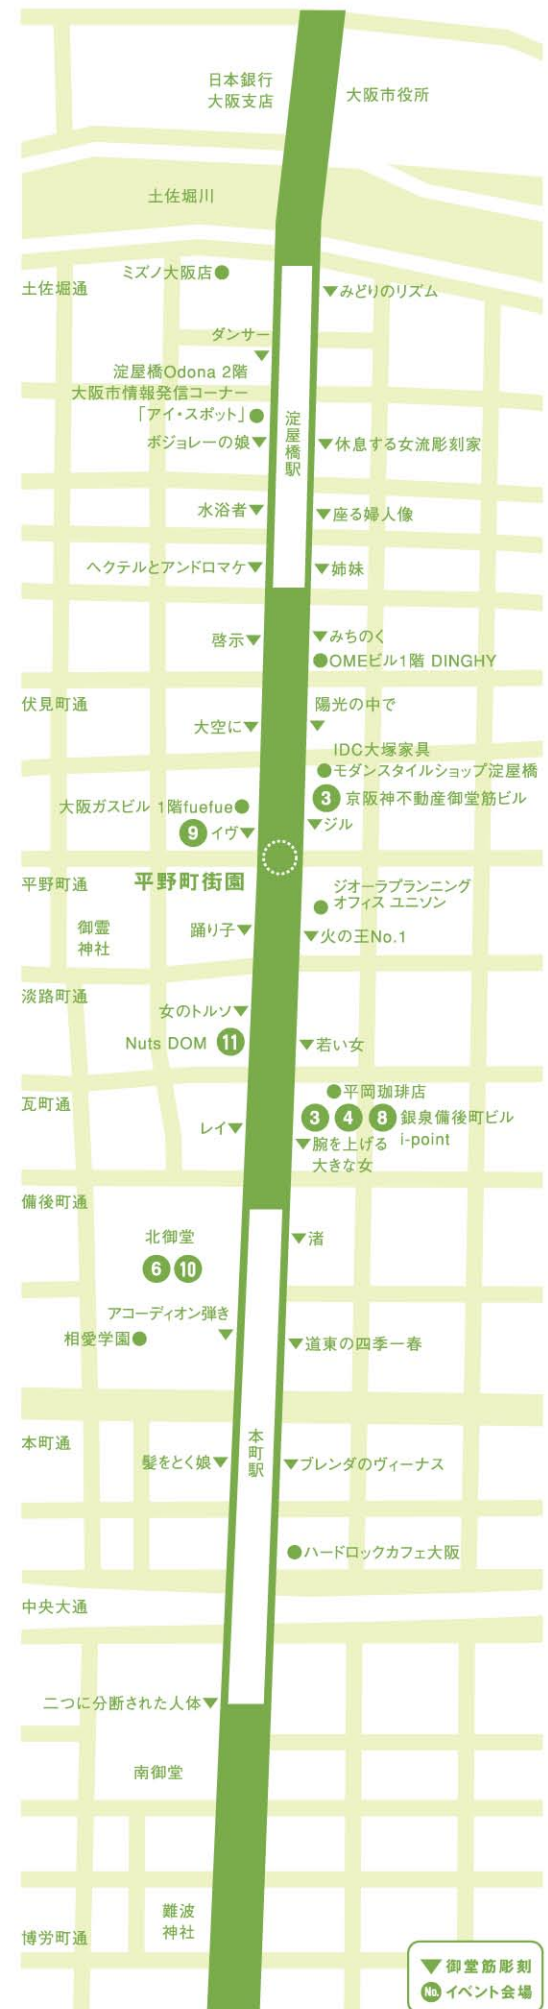 日本銀行
大阪支店
大阪市役所
土佐堀川
ミズノ大阪店●
土佐堀通
▼みどりのリズム
ダンサー
▼
淀屋橋Odona 2階
大阪市情報発信コーナー
「アイ・スポット」●
淀屋橋駅
ボジョレーの娘▼
▼休息する女流彫刻家
水浴者▼
▼座る婦人像
ヘクテルとアンドロマケ▼
▼姉妹
啓示▼
▼みちのく
●OMEビル1階 DINGHY
伏見町通
陽光の中で
▼
大空に▼
IDC大塚家具
●モダンスタイルショップ淀屋橋
大阪ガスビル 1階fuefue●
3 京阪神不動産御堂筋ビル
9 イヴ▼
▼ジル
平野町通
平野町街園
ジオーラプランニング
●オフィス ユニソン
御霊
神社
踊り子▼
▼火の王No.1
淡路町通
女のトルソ▼
Nuts DOM 11
▼若い女
●平岡珈琲店
瓦町通
3 4 8 銀泉備後町ビル
i-point
レイ▼
▼腕を上げる
大きな女
備後町通
北御堂
6 10
▼渚
アコーディオン弾き
▼
相愛学園●
▼道東の四季ー春
本町通
本町駅
髪をとく娘▼
▼ブレンダのヴィーナス
●ハードロックカフェ大阪
中央大通
二つに分断された人体▼
南御堂
難波
神社
博労町通
▼御堂筋彫刻
No. イベント会場